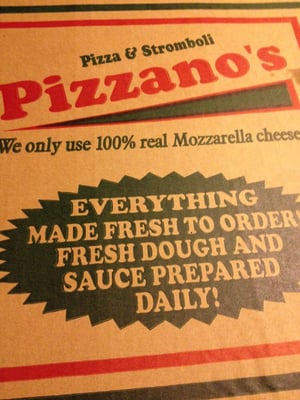 Pizza & Stromboli
Pizzano's
We only use 100% real Mozzarella cheese
EVERYTHING
MADE FRESH TO ORDER
FRESH DOUGH AND
SAUCE PREPARED
DAILY!